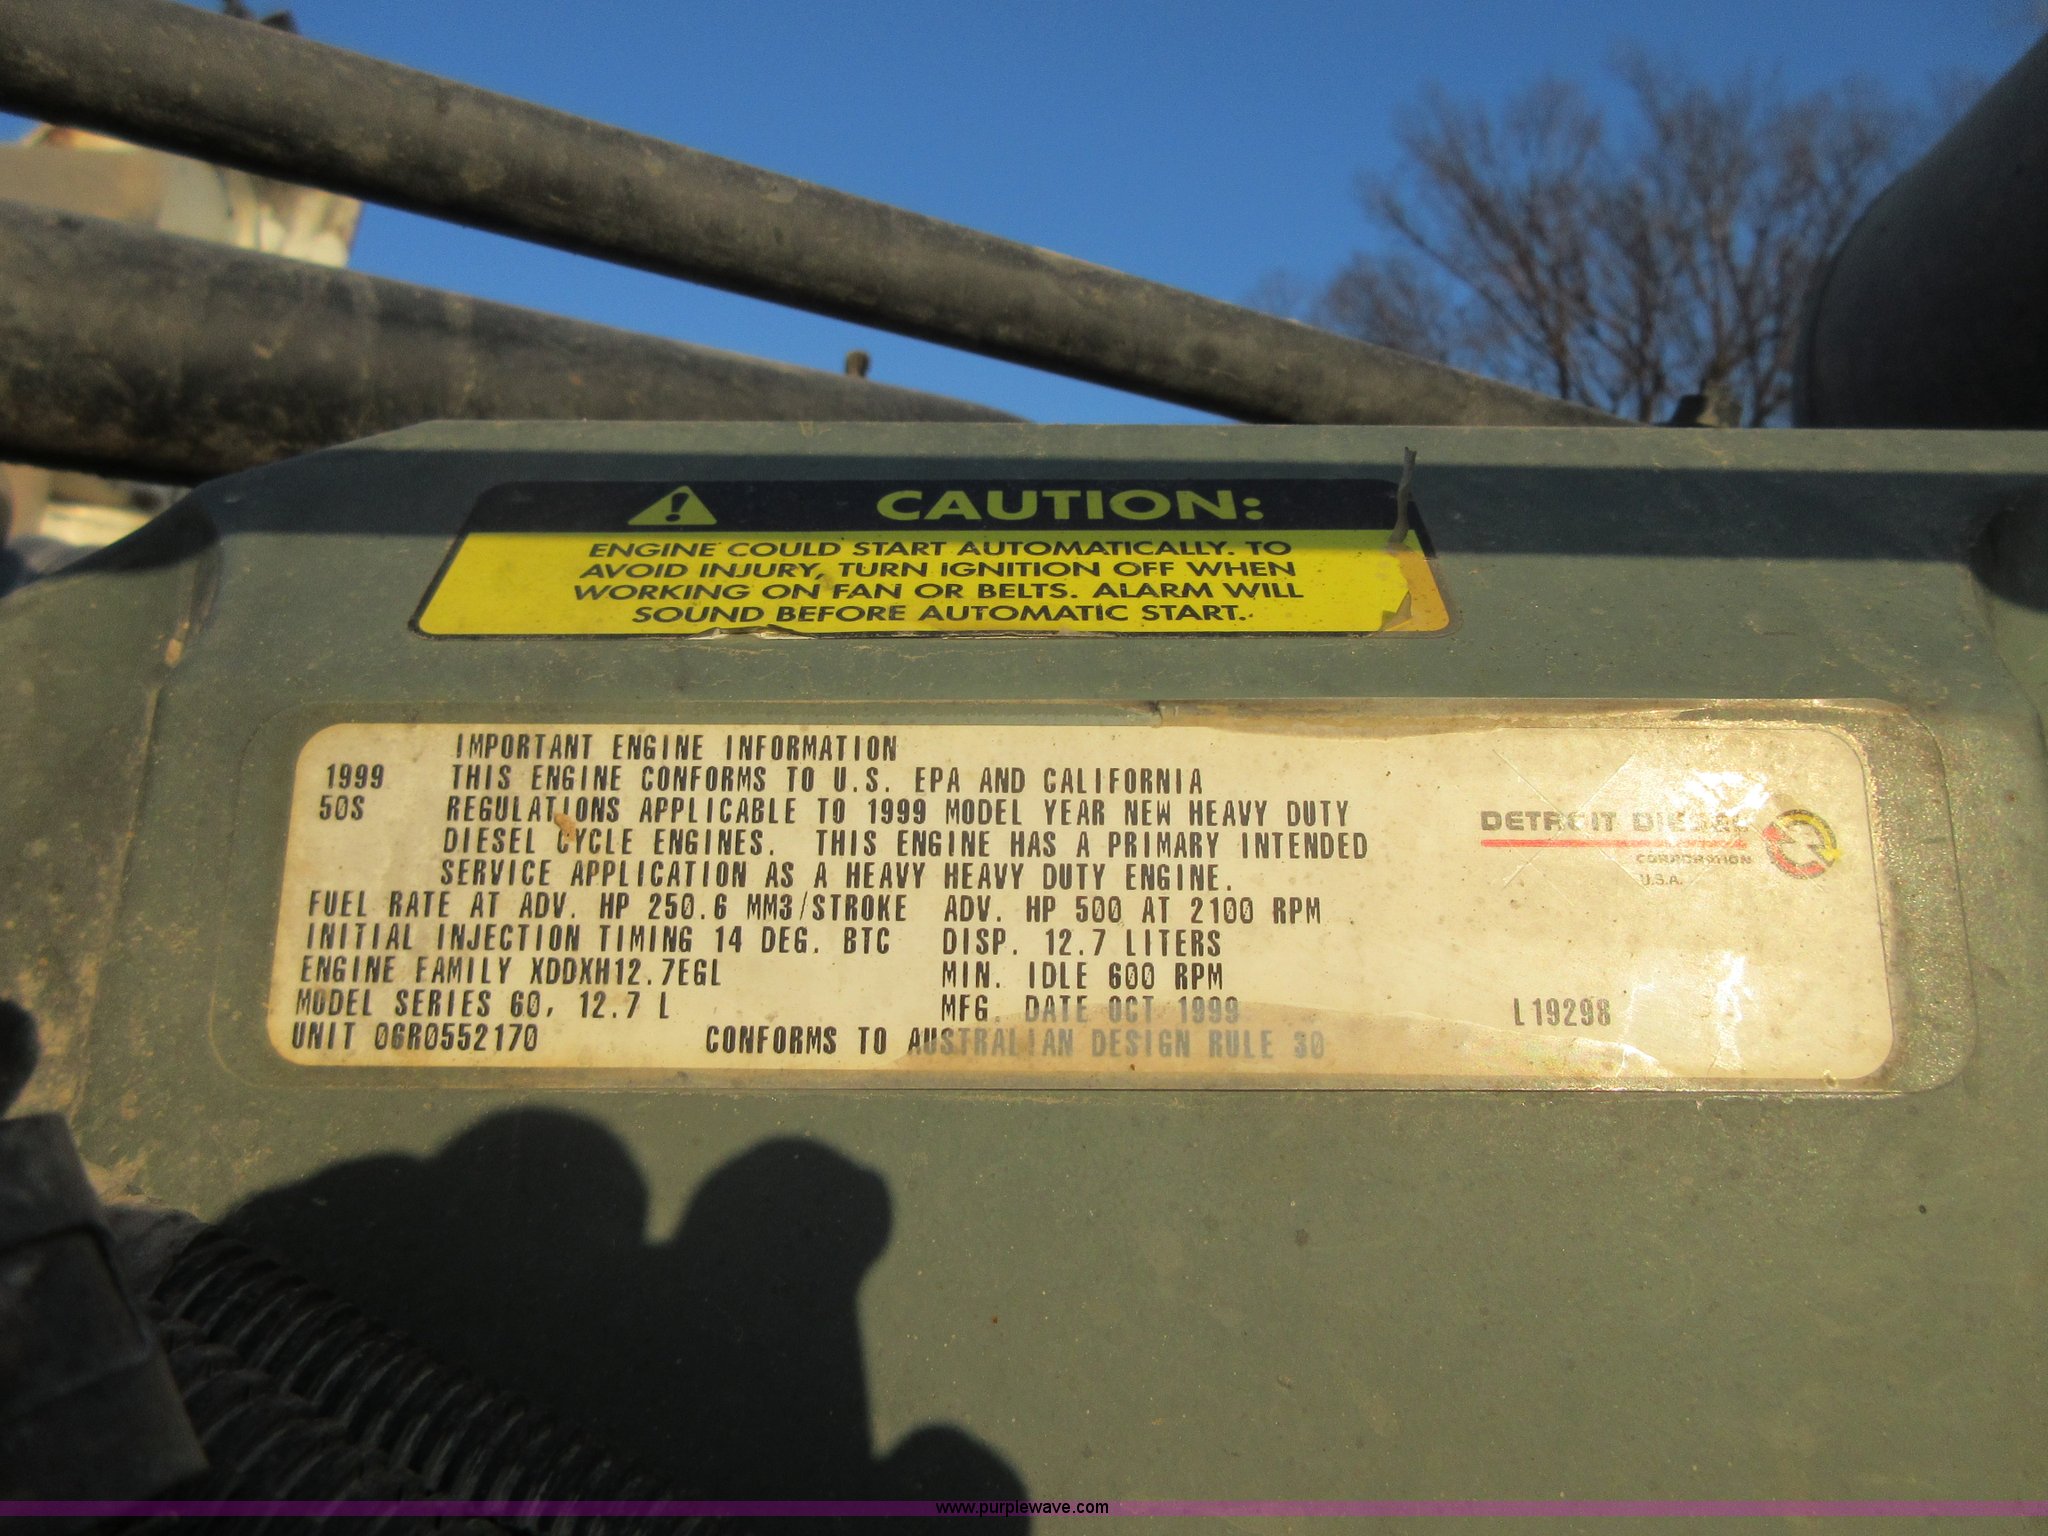 CAUTION:
ENGINE COULD START AUTOMATICALLY. TO
AVOID INJURY, TURN IGNITION OFF WHEN
WORKING ON FAN OR BELTS. ALARM WILL
SOUND BEFORE AUTOMATIC START.
IMPORTANT ENGINE INFORMATION
1999 THIS ENGINE CONFORMS TO U.S. EPA AND CALIFORNIA
50S REGULATIONS APPLICABLE TO 1999 MODEL YEAR NEW HEAVY DUTY
DIESEL CYCLE ENGINES. THIS ENGINE HAS A PRIMARY INTENDED
SERVICE APPLICATION AS A HEAVY HEAVY DUTY ENGINE.
DETROIT DIESEL
CORPORATION
U.S.A.
FUEL RATE AT ADV. HP 250.6 MM3/STROKE ADV. HP 500 AT 2100 RPM
INITIAL INJECTION TIMING 14 DEG. BTC DISP. 12.7 LITERS
ENGINE FAMILY XDDXH12.7EGL MIN. IDLE 600 RPM
MODEL SERIES 60, 12.7 L MFG. DATE OCT 1999 L19298
UNIT 06R0552170 CONFORMS TO AUSTRALIAN DESIGN RULE 30
www.purplewave.com